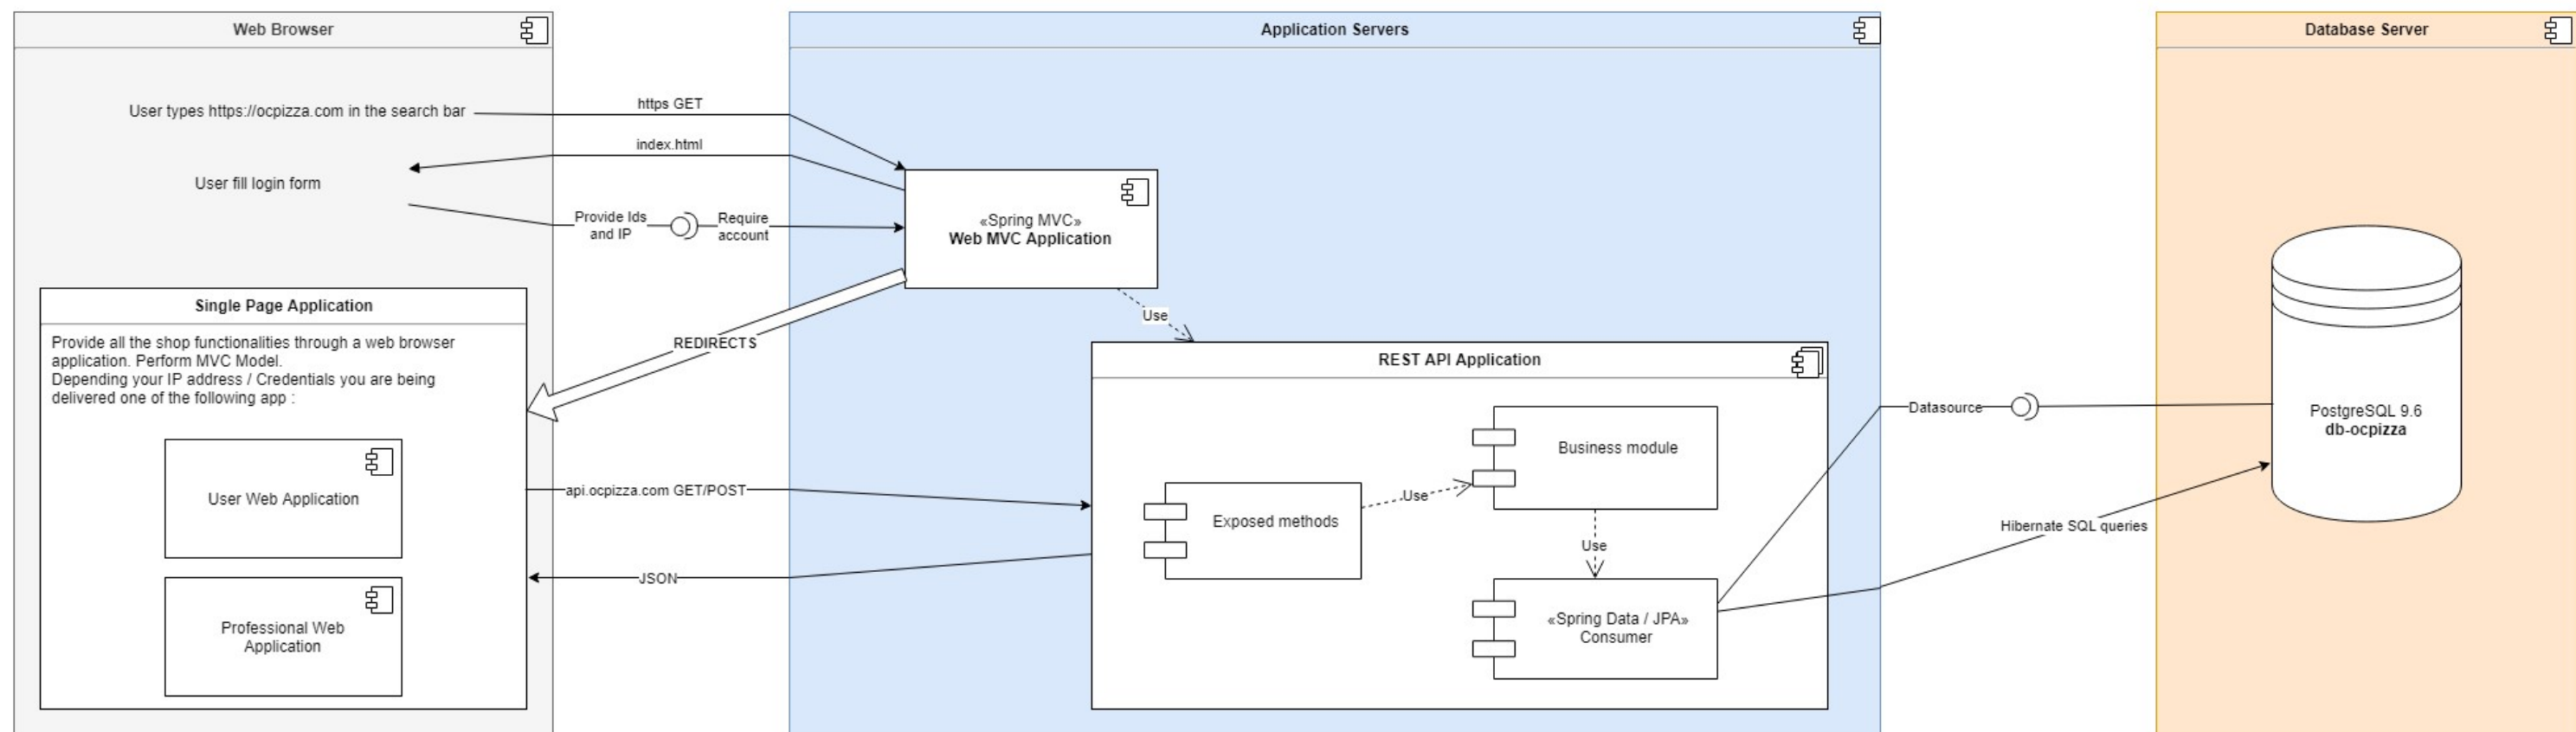 Web Browser
Application Servers
Database Server
User types https://ocpizza.com in the search bar
https GET
index.html
User fill login form
Provide Ids
and IP
Require
account
«Spring MVC»
Web MVC Application
Use
REDIRECTS
Single Page Application
Provide all the shop functionalities through a web browser
application. Perform MVC Model.
Depending your IP address / Credentials you are being
delivered one of the following app :
User Web Application
Professional Web
Application
api.ocpizza.com GET/POST
JSON
REST API Application
Exposed methods
Use
Business module
Use
«Spring Data / JPA»
Consumer
Datasource
Hibernate SQL queries
PostgreSQL 9.6
db-ocpizza